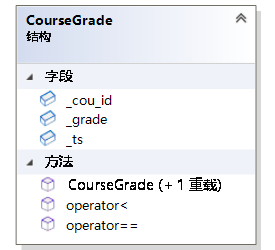 CourseGrade
结构
字段
_cou_id
_grade
_ts
方法
CourseGrade (+ 1 重载)
operator<
operator==